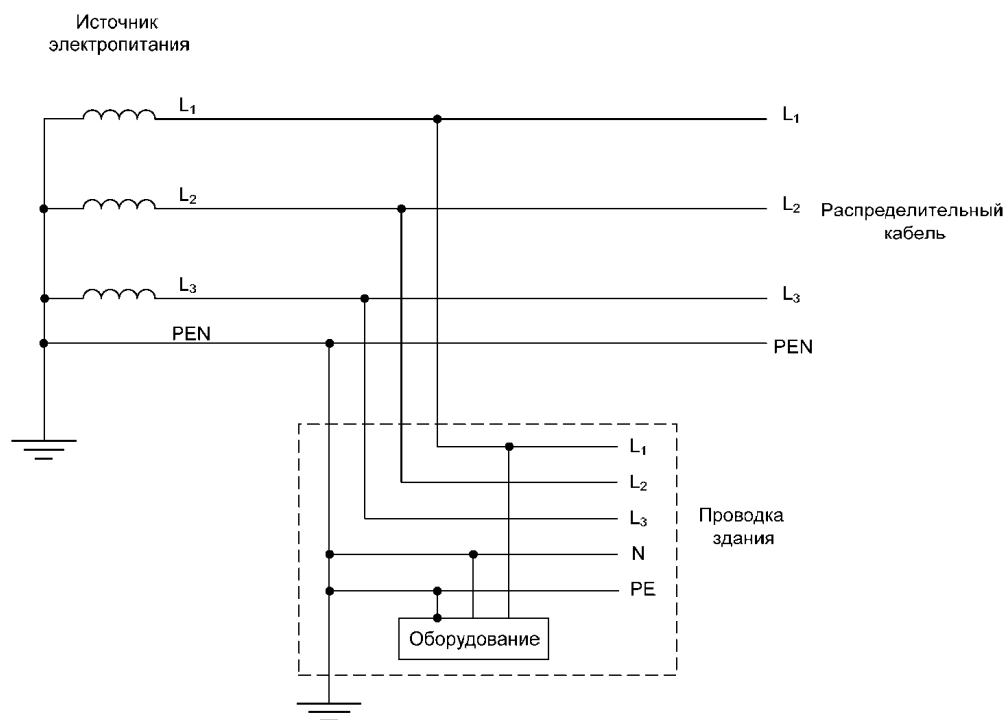 Источник
электропитания
L₁
L₁
L₂
L₂
Распределительный
кабель
L₃
L₃
PEN
PEN
L₁
L₂
L₃
Проводка
здания
N
PE
Оборудование